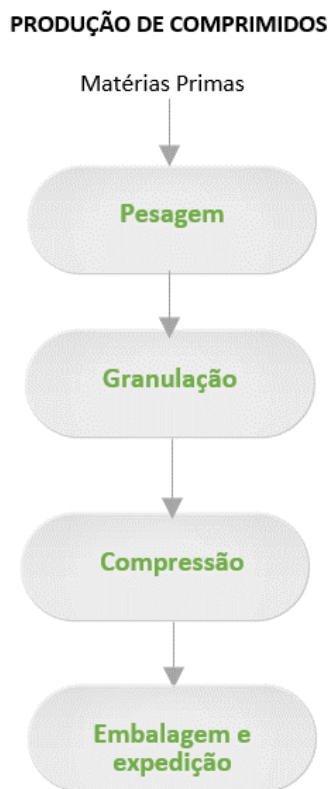 PRODUÇÃO DE COMPRIMIDOS
Matérias Primas
Pesagem
Granulação
Compressão
Embalagem e
expedição